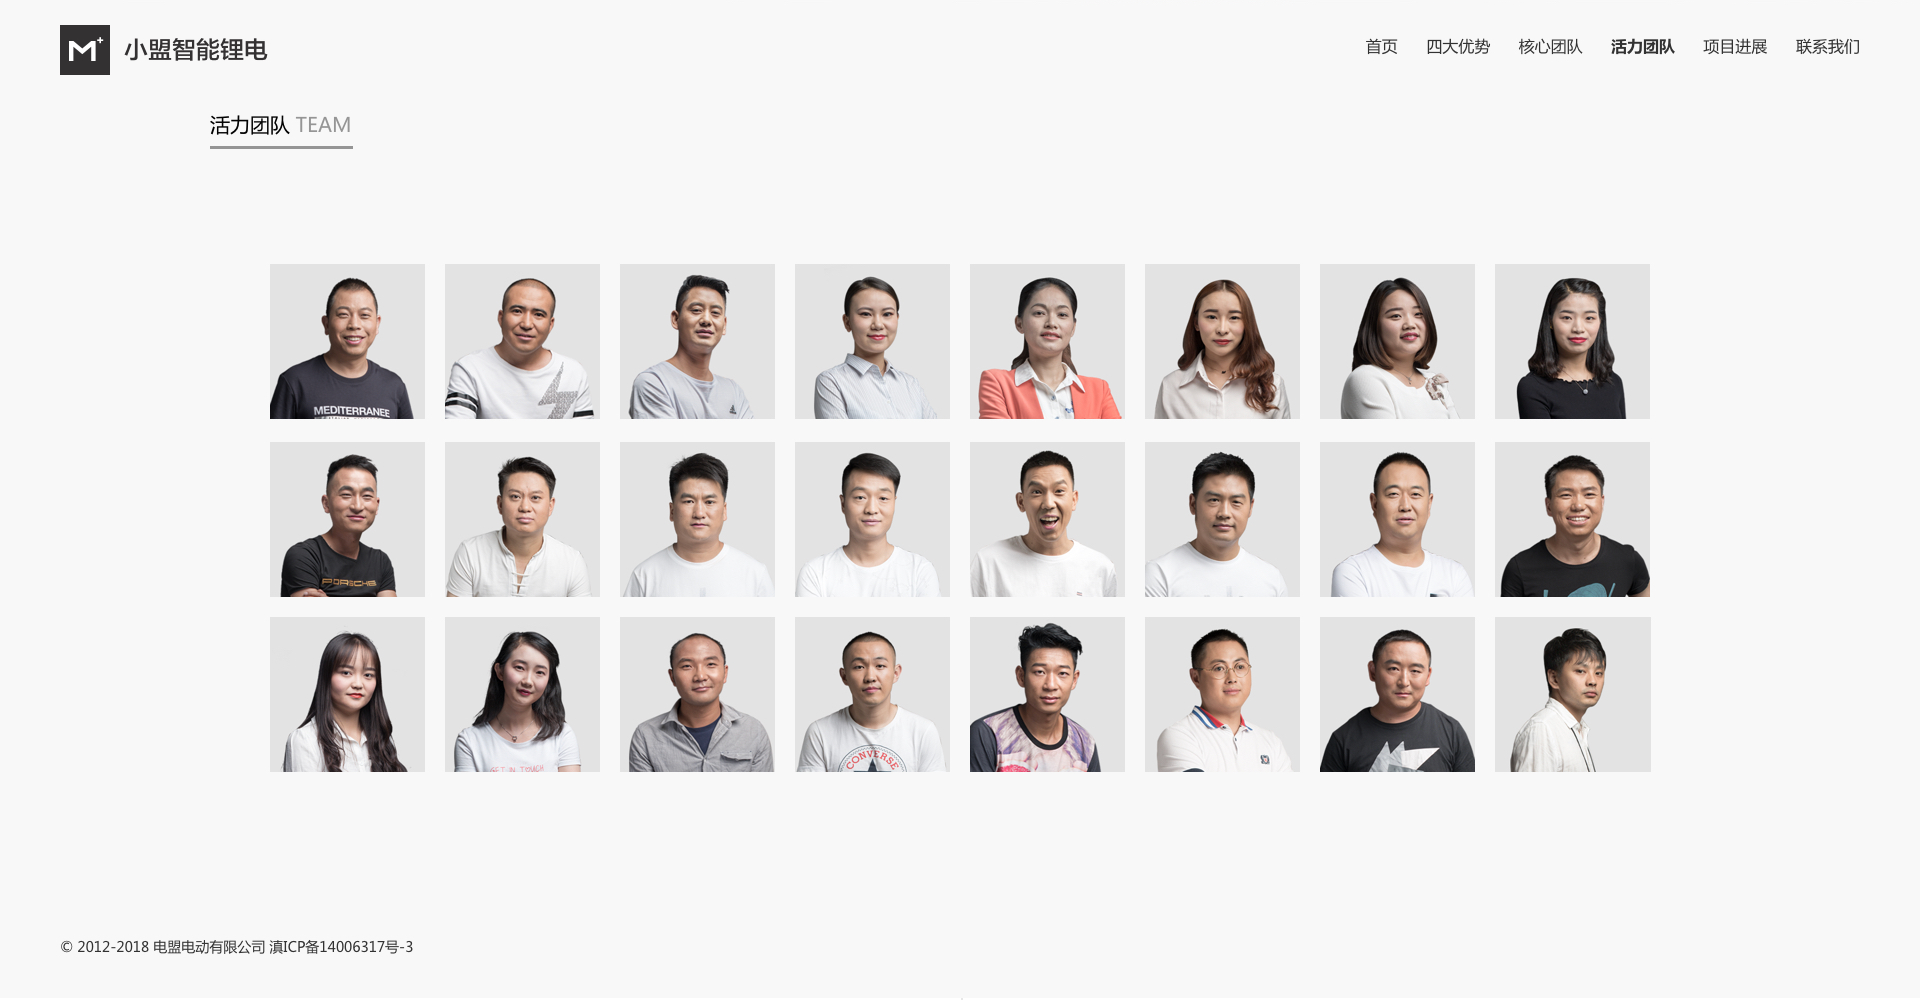 M+ 小盟智能锂电
首页 四大优势 核心团队 活力团队 项目进展 联系我们
活力团队 TEAM
MEDITERRANEE
PORSCHE
CONVERSE
© 2012-2018 电盟电动有限公司 滇ICP备14006317号-3